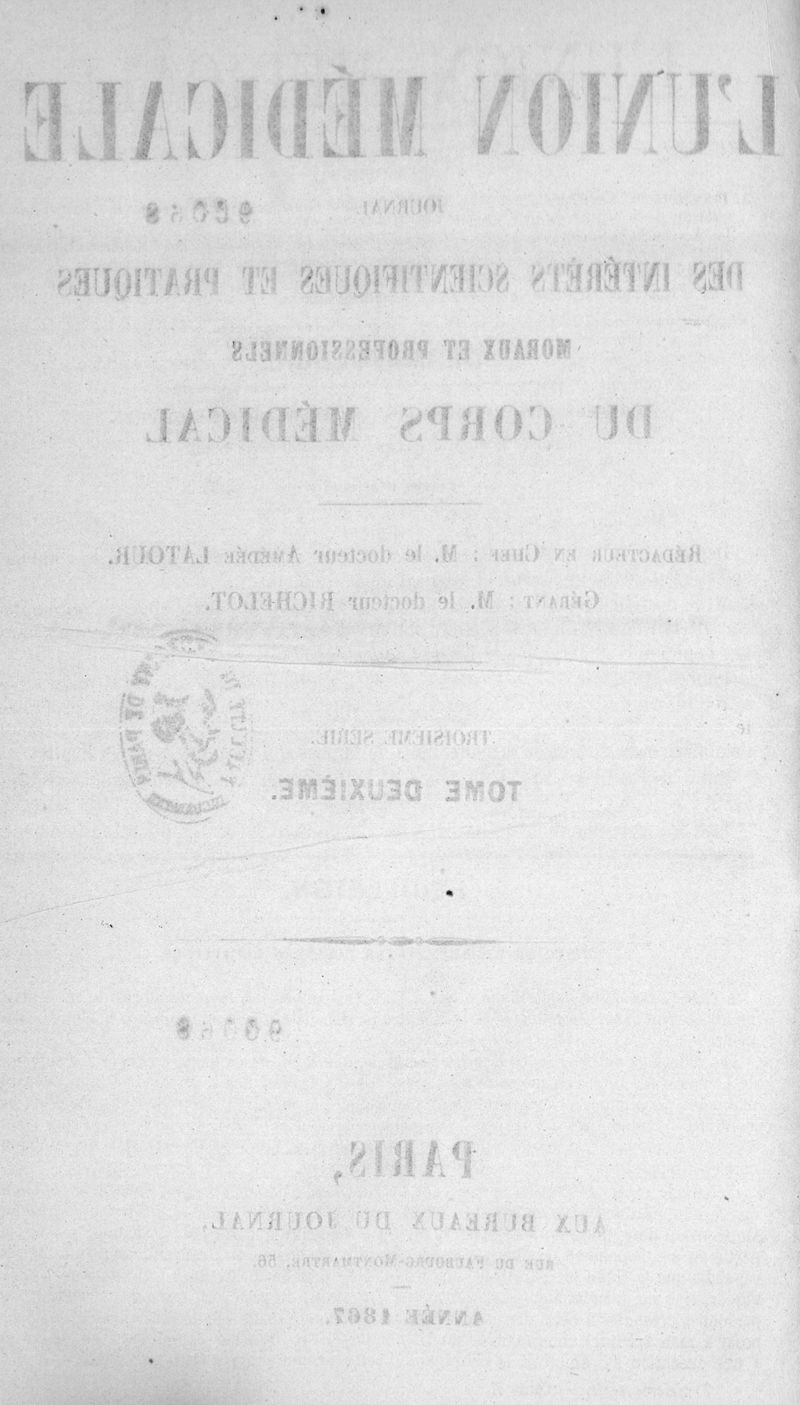 L'UNION MÉDICALE
JOURNAL
DES INTÉRÊTS SCIENTIFIQUES ET PRATIQUES
MORAUX ET PROFESSIONNELS
DU CORPS MÉDICAL
RÉDACTEUR EN CHEF : M. le docteur AMÉDÉE LATOUR.
GÉRANT : M. le docteur RICHELOT.
TROISIÈME SÉRIE.
TOME DEUXIÈME.
PARIS,
AUX BUREAUX DU JOURNAL,
RUE DU FAUBOURG-MONTMARTRE, 56.
ANNÉE 1867.